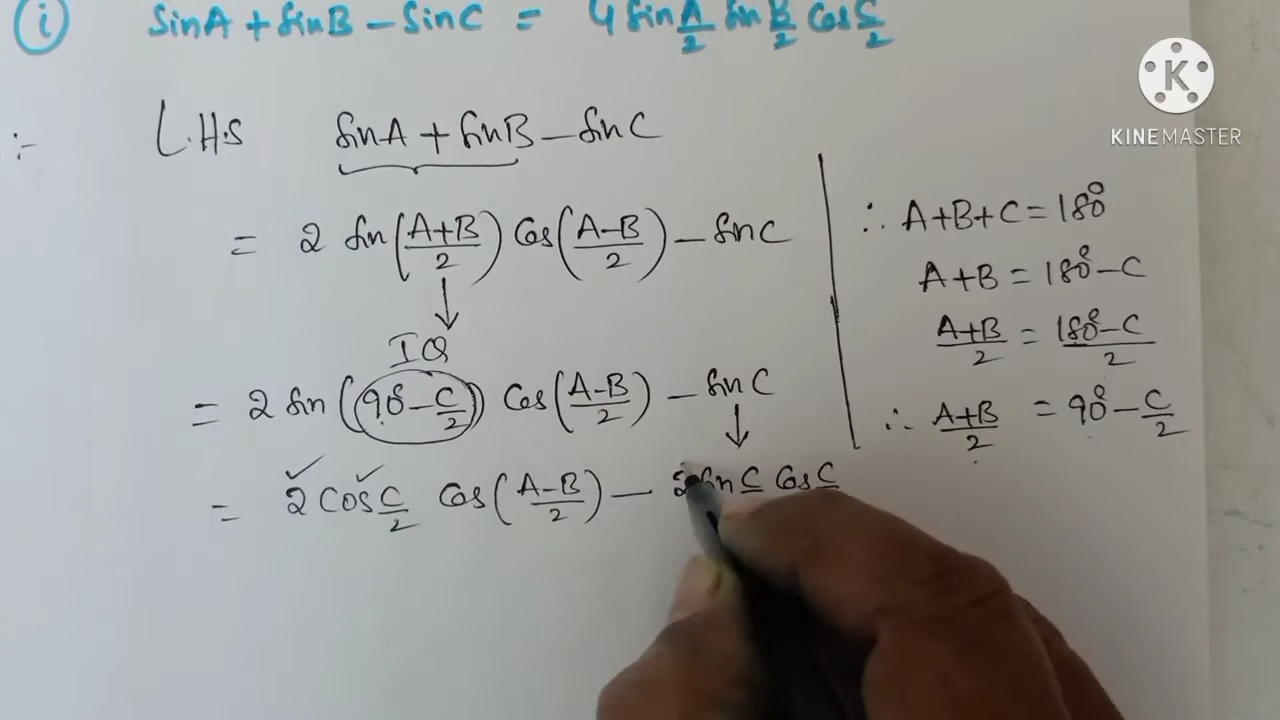 (i) SinA + SinB − SinC = 4 Sin A/2 Sin B/2 Cos C/2
:- L.H.S SinA + SinB − SinC
= 2 Sin(A+B/2) Cos(A−B/2) − SinC
IQ
= 2 Sin(90° − C/2) Cos(A−B/2) − SinC
= 2 Cos C/2 Cos(A−B/2) − 2 Sin C Cos C
∴ A+B+C = 180°
A+B = 180° − C
A+B/2 = 180° − C/2
∴ A+B/2 = 90° − C/2
K
KINEMASTER